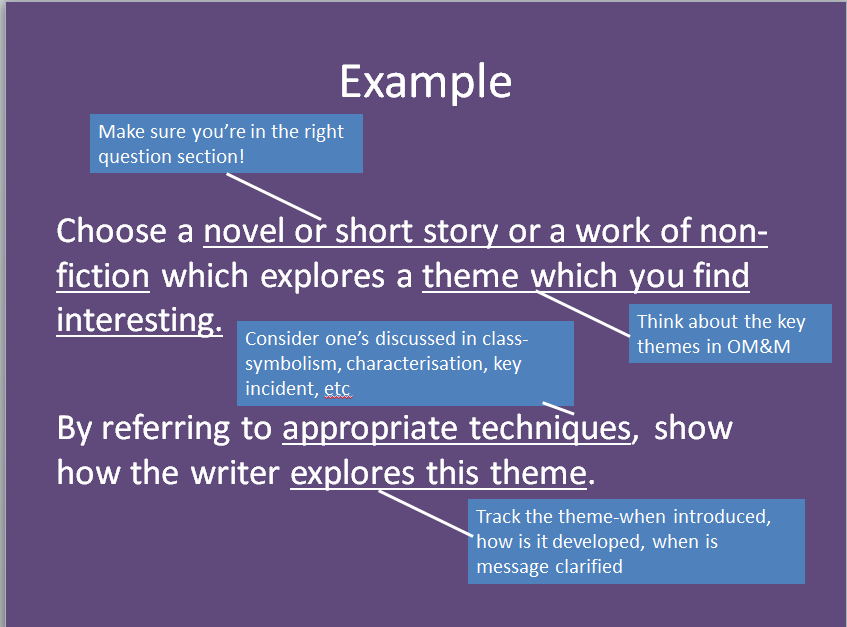 Example
Make sure you're in the right
question section!
Choose a novel or short story or a work of non-
fiction which explores a theme which you find
interesting.
Think about the key
themes in OM&M
Consider one's discussed in class-
symbolism, characterisation, key
incident, etc
By referring to appropriate techniques, show
how the writer explores this theme.
Track the theme-when introduced,
how is it developed, when is
message clarified